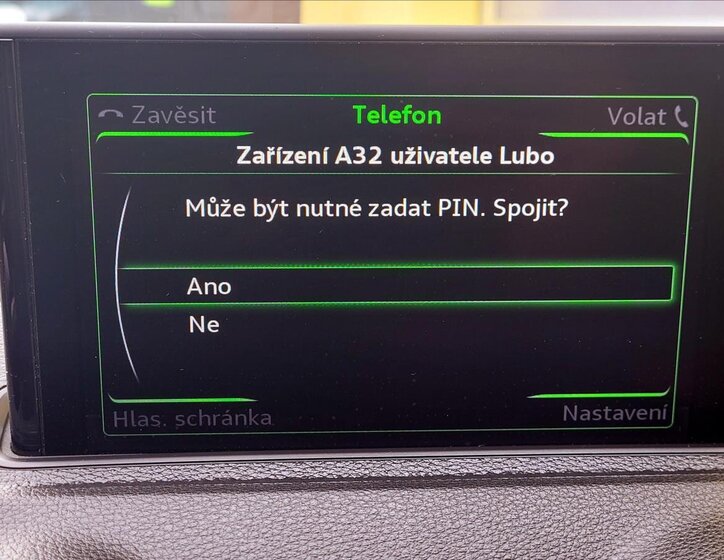 Zavěsit
Telefon
Volat
Zařízení A32 uživatele Lubo
Může být nutné zadat PIN. Spojit?
Ano
Ne
Hlas. schránka
Nastavení